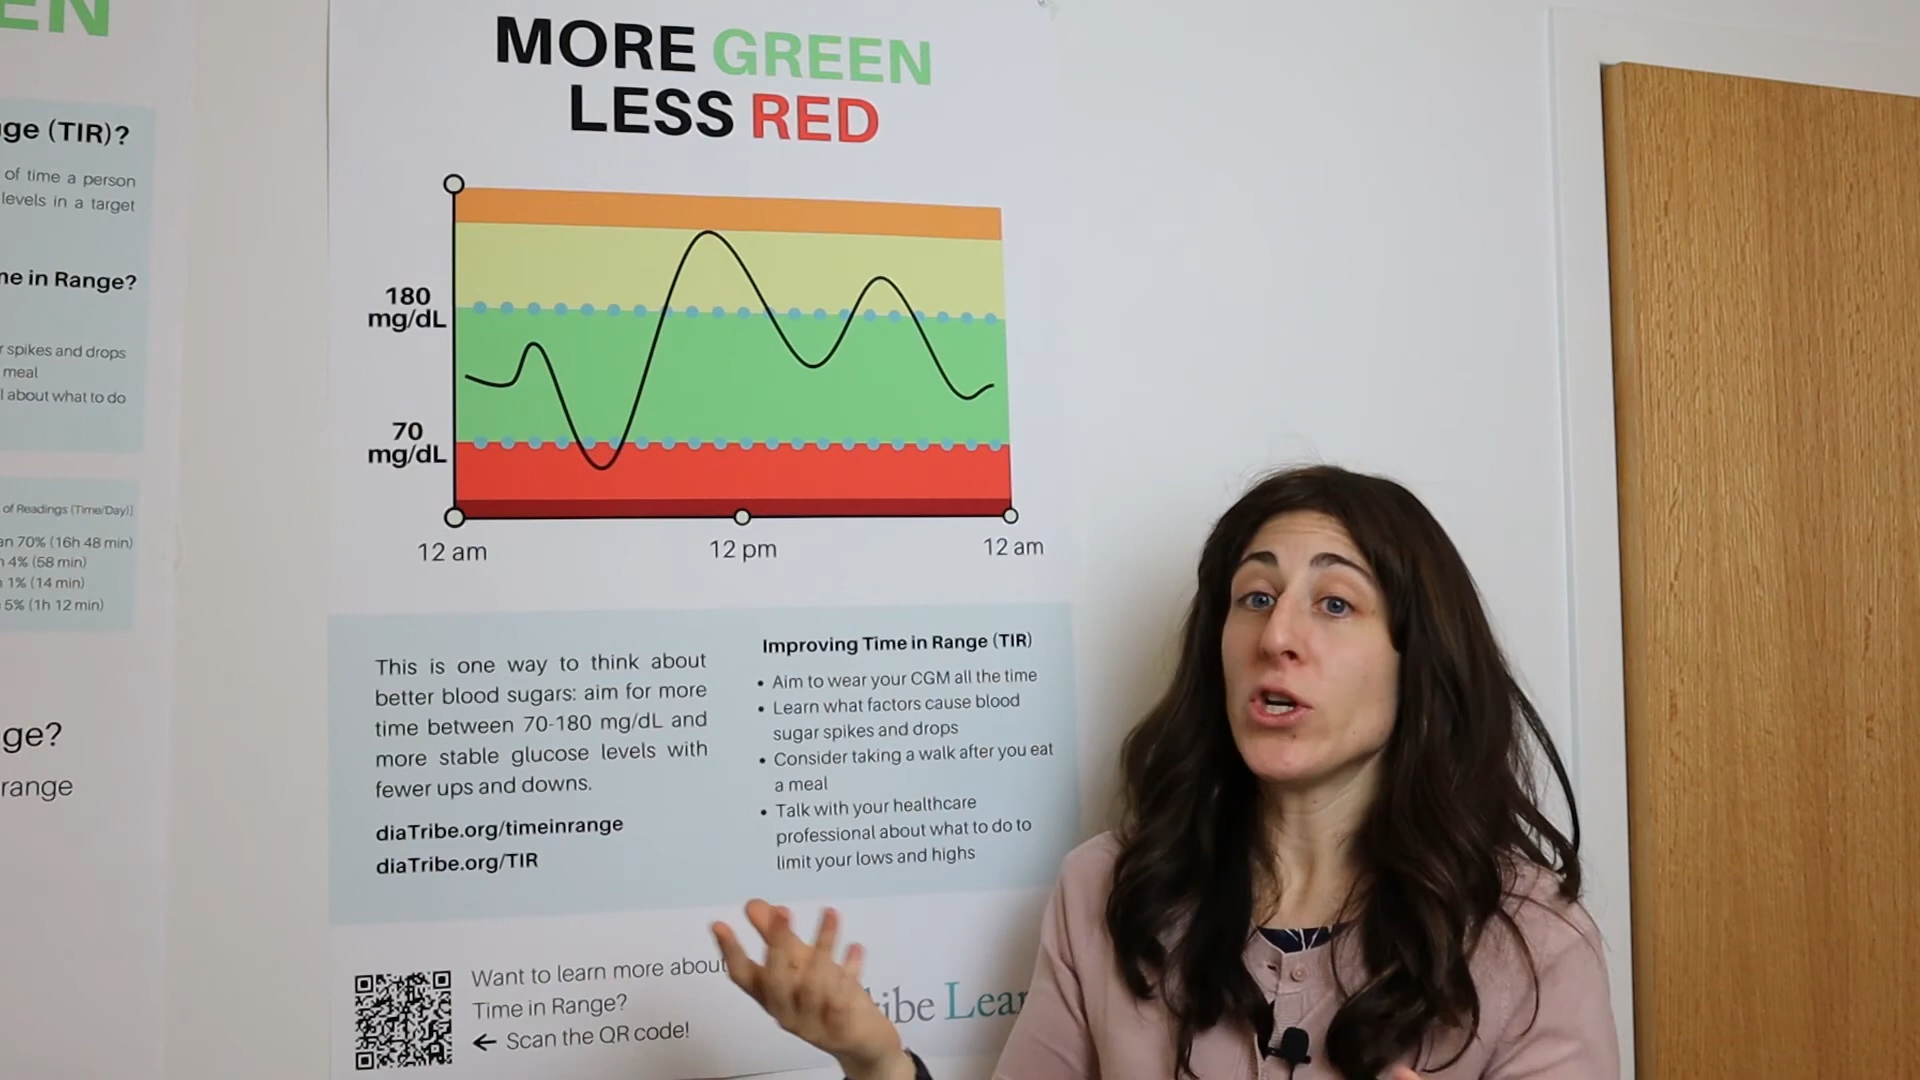 EN
ge (TIR)?
of time a person
levels in a target
me in Range?
spikes and drops
meal
about what to do
of Readings (Time/Day)
70% (16h 48 min)
4% (58 min)
1% (14 min)
5% (1h 12 min)
ge?
range
MORE GREEN
LESS RED
180
mg/dL
70
mg/dL
12 am
12 pm
12 am
This is one way to think about
better blood sugars: aim for more
time between 70-180 mg/dL and
more stable glucose levels with
fewer ups and downs.
diaTribe.org/timeinrange
diaTribe.org/TIR
Improving Time in Range (TIR)
• Aim to wear your CGM all the time
• Learn what factors cause blood
sugar spikes and drops
• Consider taking a walk after you eat
a meal
• Talk with your healthcare
professional about what to do to
limit your lows and highs
Want to learn more about
Time in Range?
← Scan the QR code!
ibe Lear